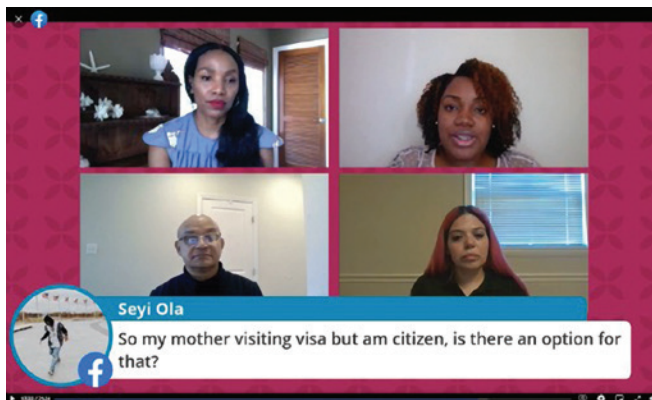 Seyi Ola
So my mother visiting visa but am citizen, is there an option for
that?